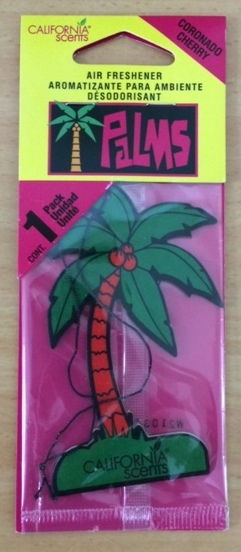 CALIFORNIA
Scents
CORONADO
CHERRY
AIR FRESHENER
AROMATIZANTE PARA AMBIENTE
DÉSODORISANT
PALMS
CONT. 1 Pack
Unidad
Unité
CALIFORNIA
Scents